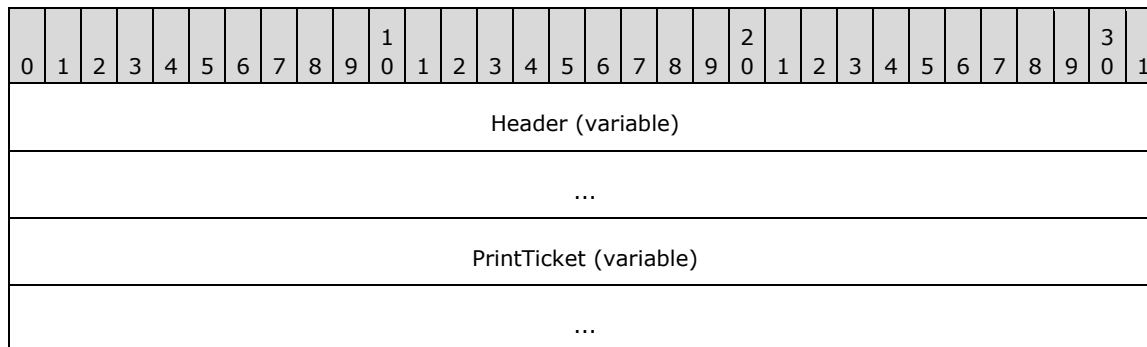 1 2 3
0 1 2 3 4 5 6 7 8 9 0 1 2 3 4 5 6 7 8 9 0 1 2 3 4 5 6 7 8 9 0 1
Header (variable)
...
PrintTicket (variable)
...